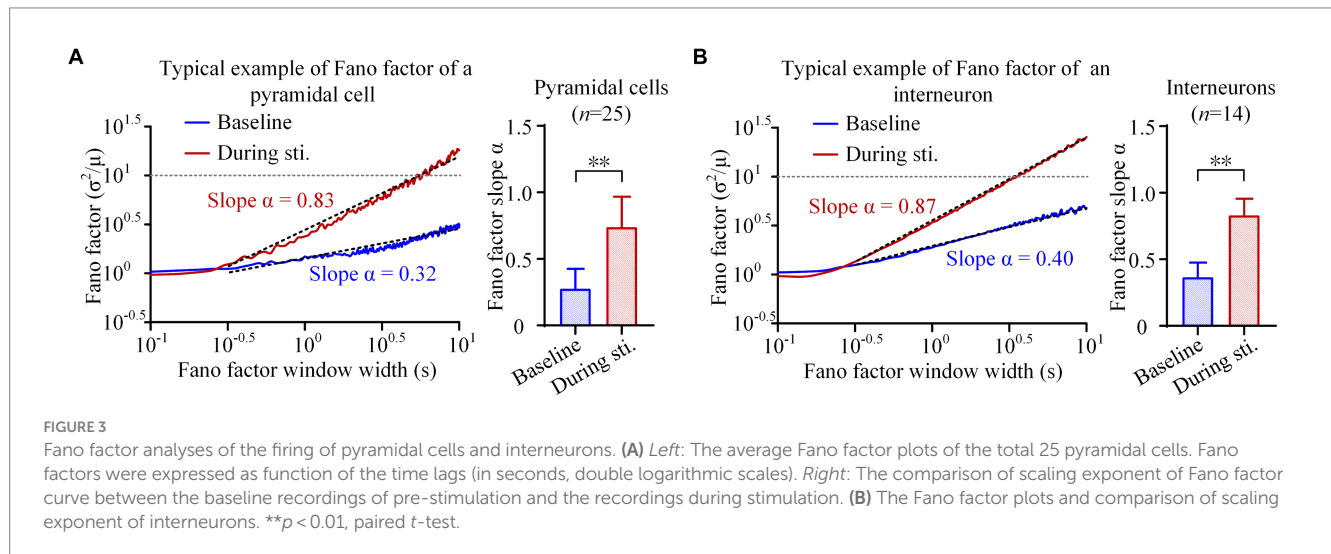 A
Typical example of Fano factor of a
pyramidal cell
Baseline
During sti.
Fano factor (σ²/μ)
10^1.5
10^1
10^0.5
10^0
10^-0.5
Slope α = 0.83
Slope α = 0.32
10^-1
10^-0.5
10^0
10^0.5
10^1
Fano factor window width (s)
Pyramidal cells
(n=25)
Fano factor slope α
1.5
1.0
0.5
0
**
Baseline
During sti.
B
Typical example of Fano factor of an
interneuron
Baseline
During sti.
Fano factor (σ²/μ)
10^1.5
10^1
10^0.5
10^0
10^-0.5
Slope α = 0.87
Slope α = 0.40
10^-1
10^-0.5
10^0
10^0.5
10^1
Fano factor window width (s)
Interneurons
(n=14)
Fano factor slope α
1.5
1.0
0.5
0
**
Baseline
During sti.
FIGURE 3
Fano factor analyses of the firing of pyramidal cells and interneurons. (A) Left: The average Fano factor plots of the total 25 pyramidal cells. Fano
factors were expressed as function of the time lags (in seconds, double logarithmic scales). Right: The comparison of scaling exponent of Fano factor
curve between the baseline recordings of pre-stimulation and the recordings during stimulation. (B) The Fano factor plots and comparison of scaling
exponent of interneurons. **p < 0.01, paired t-test.